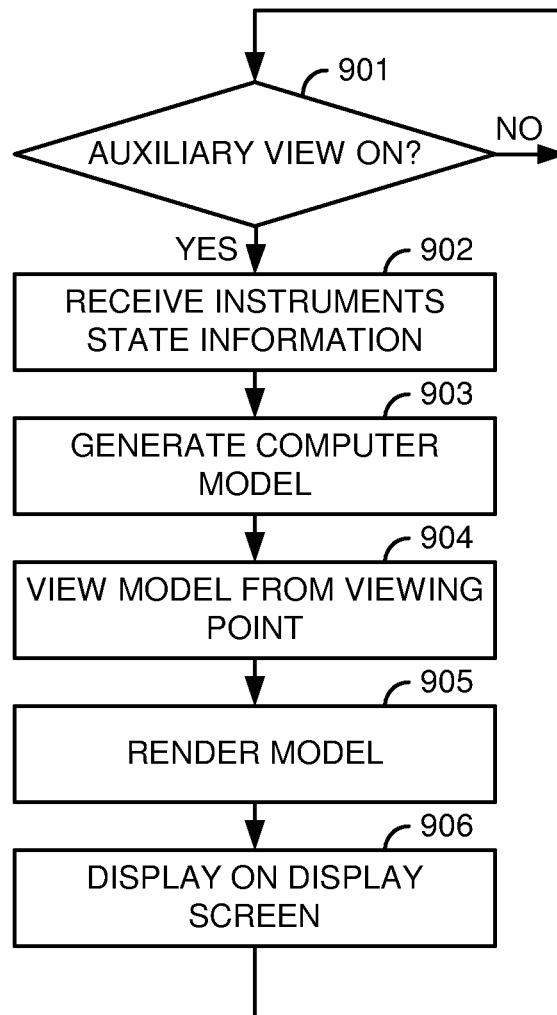 901
AUXILIARY VIEW ON?
NO
YES
902
RECEIVE INSTRUMENTS
STATE INFORMATION
903
GENERATE COMPUTER
MODEL
904
VIEW MODEL FROM VIEWING
POINT
905
RENDER MODEL
906
DISPLAY ON DISPLAY
SCREEN